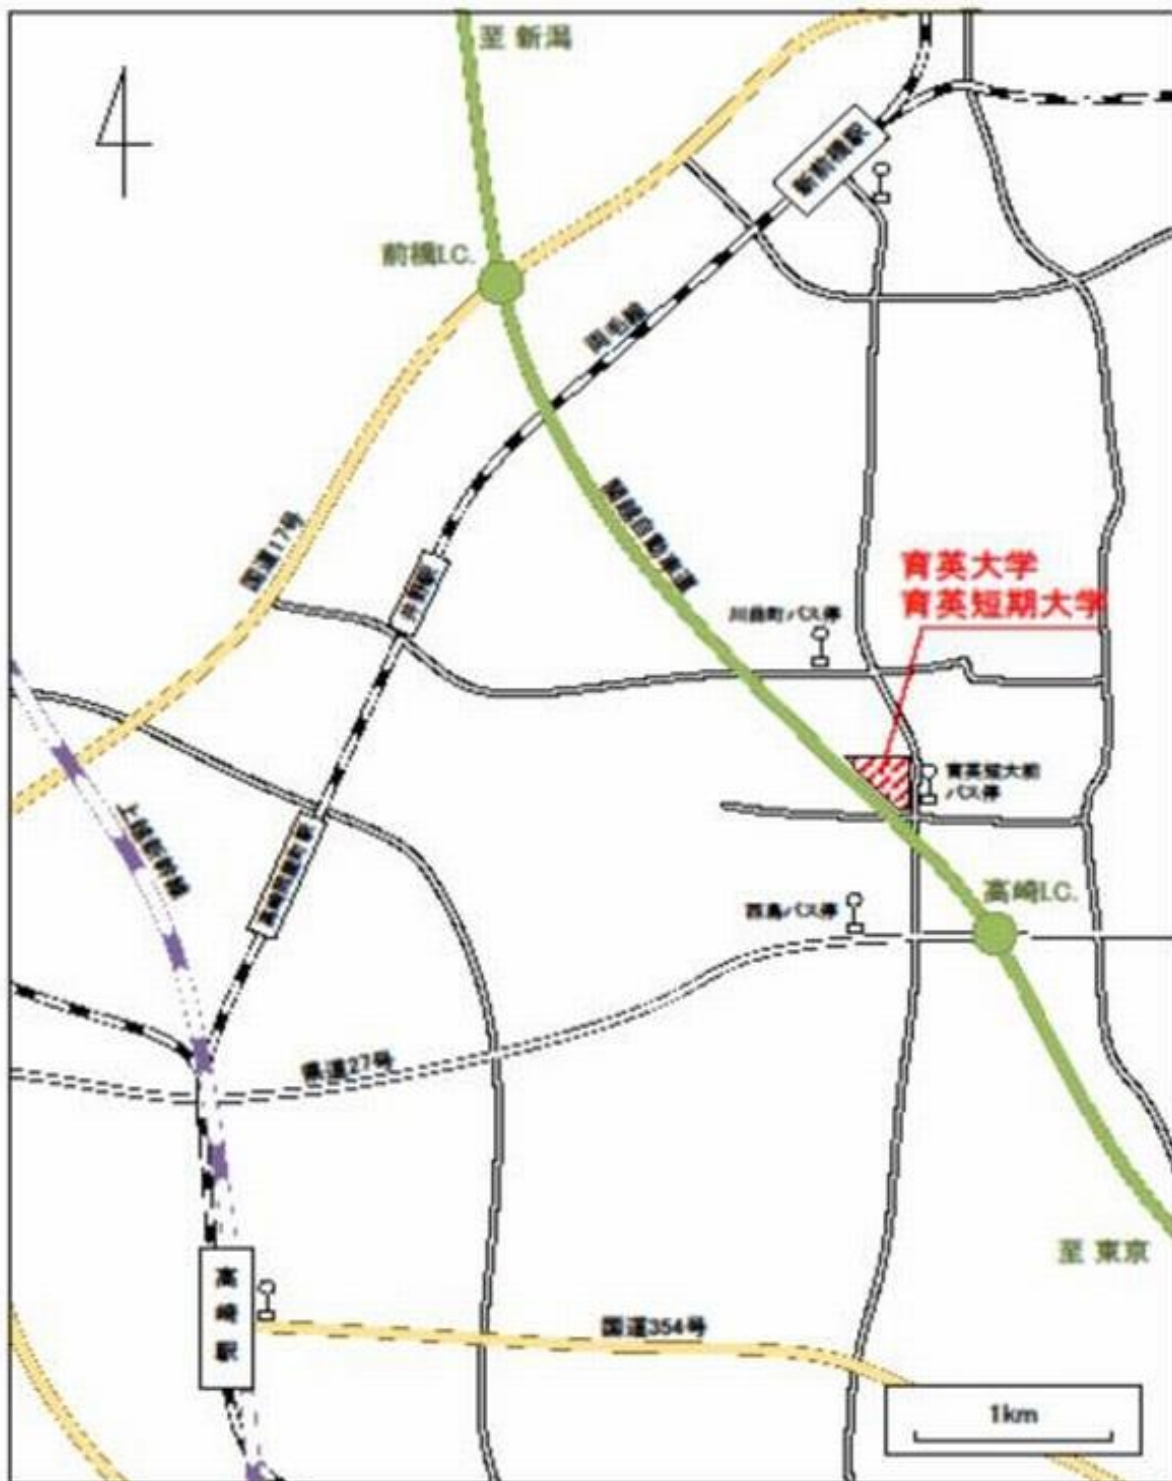 至 新潟
新前橋駅
前橋I.C.
両毛線
国道17号
関越自動車道
井野駅
育英大学
育英短期大学
川曲町バス停
育英短大前
バス停
上越新幹線
高崎問屋町駅
高崎I.C.
西島バス停
県道27号
至 東京
高崎駅
国道354号
1km